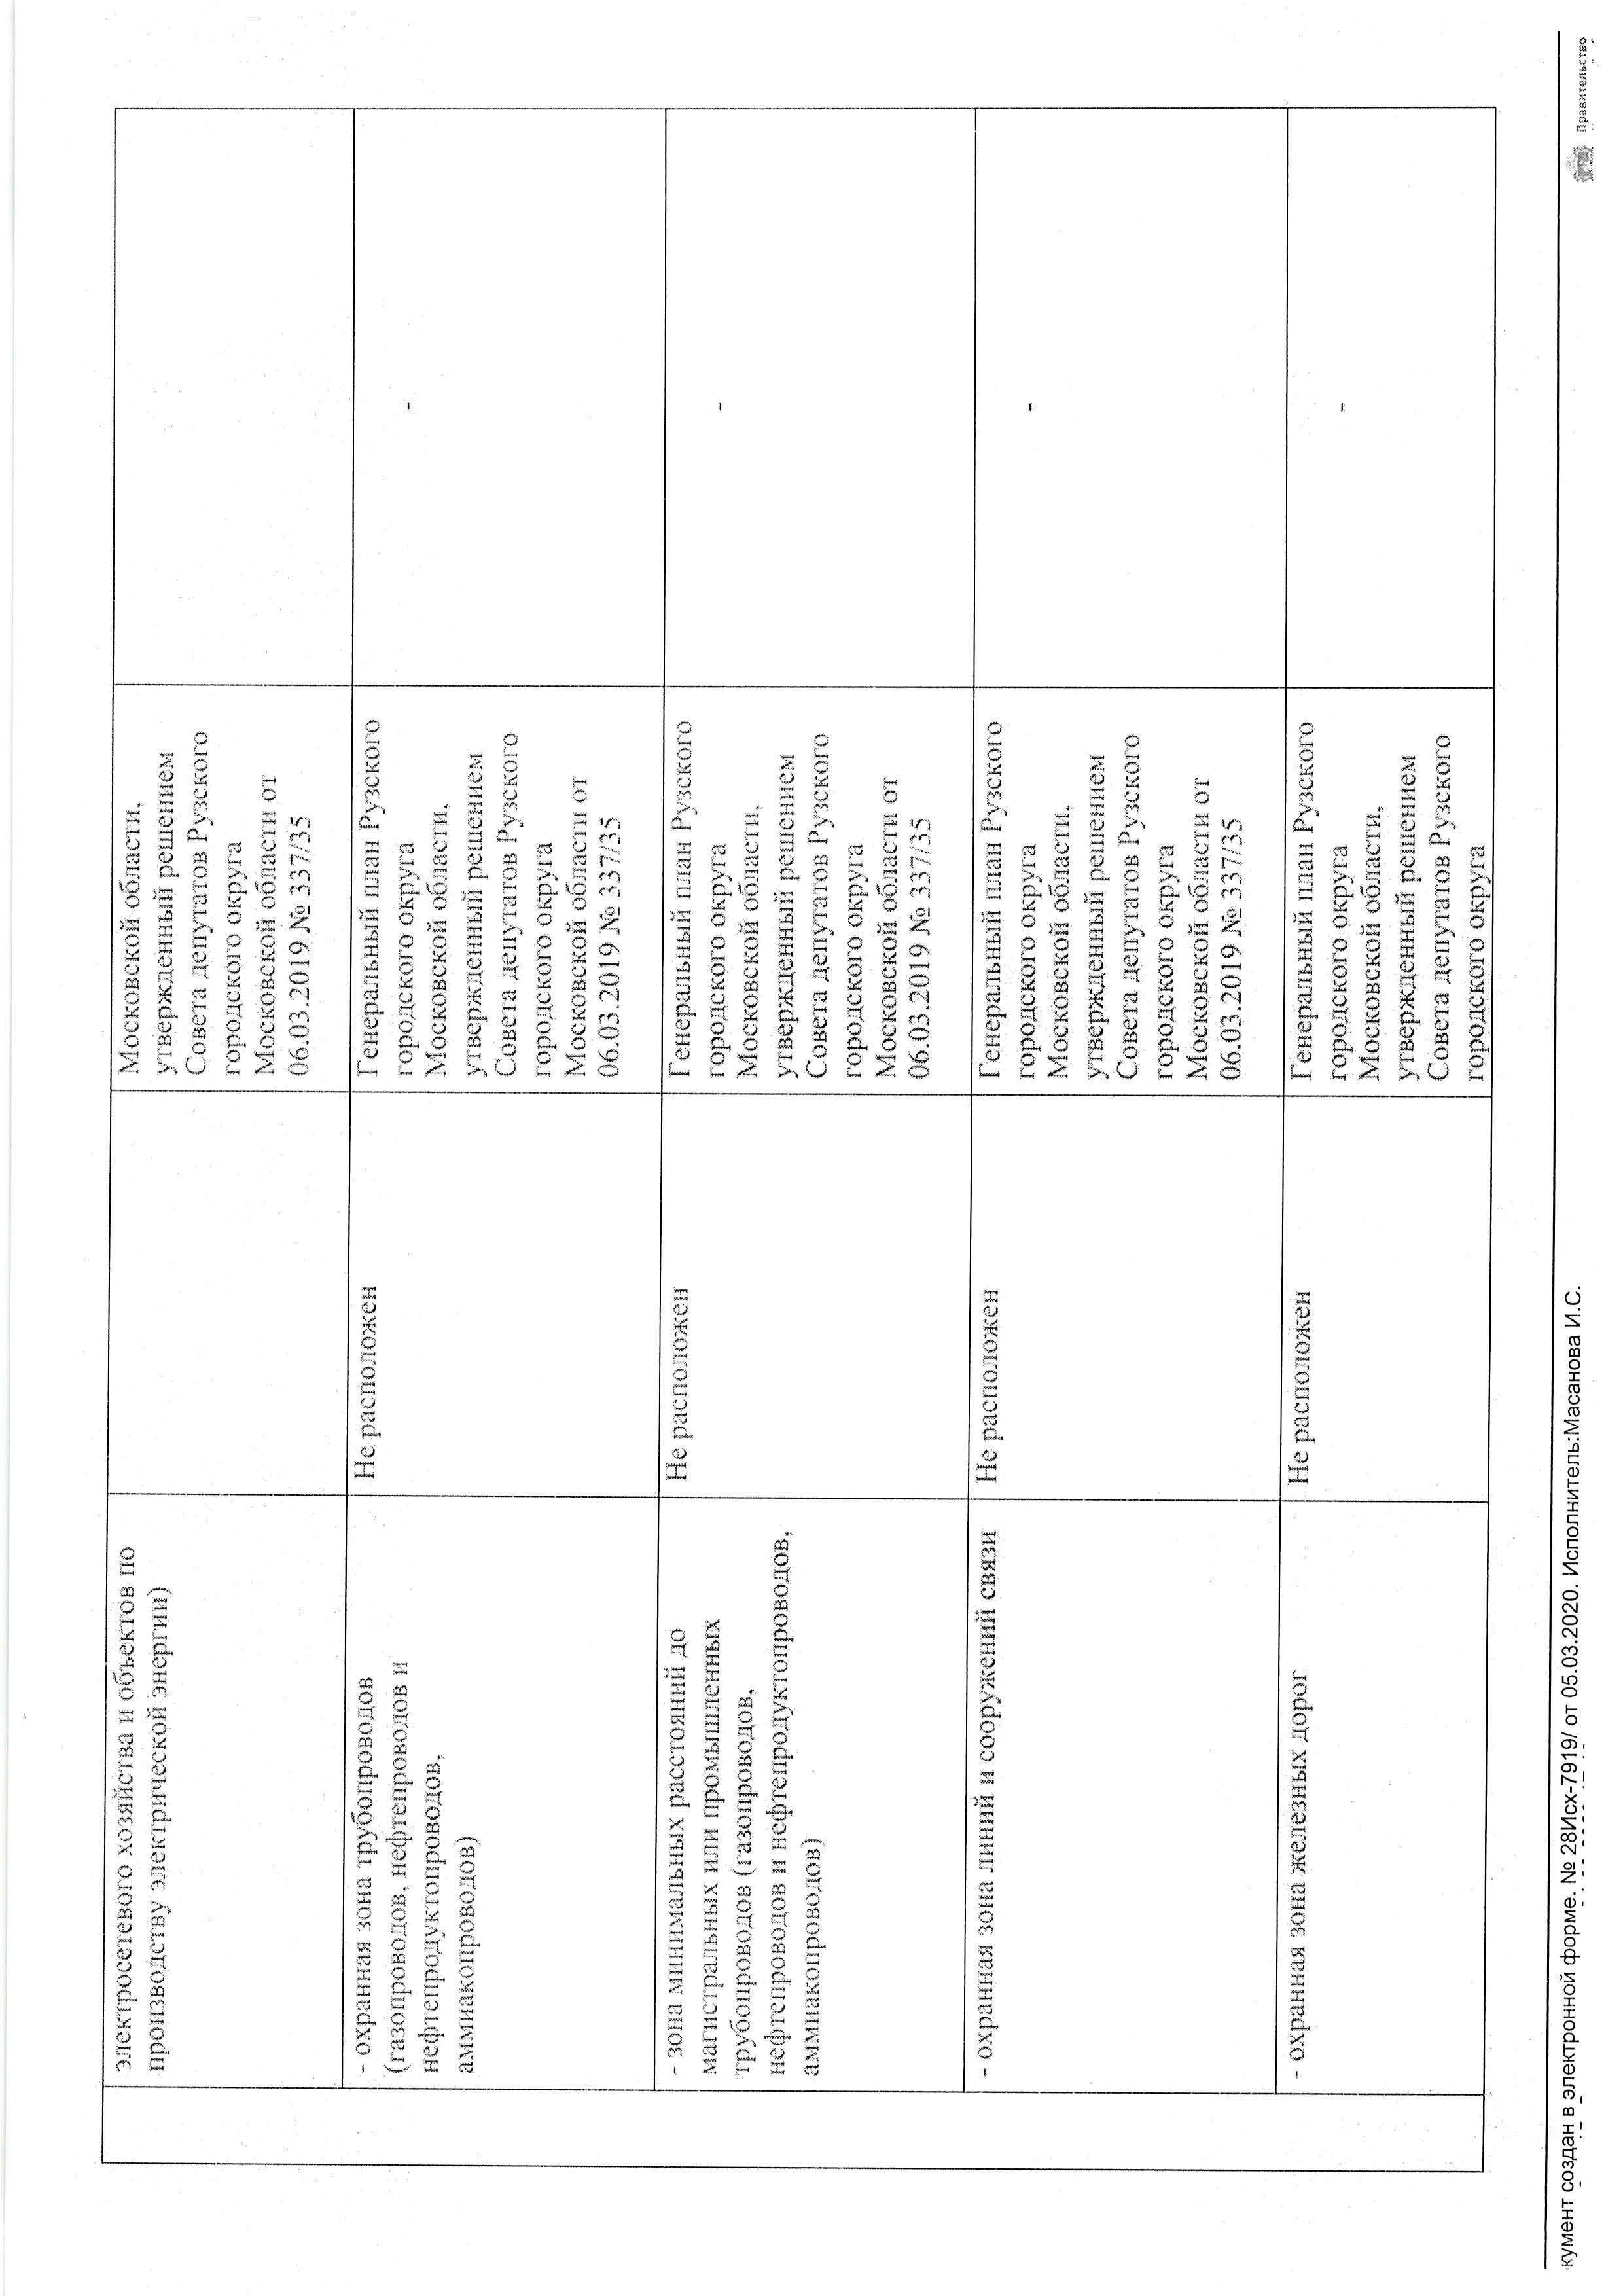 электросетевого хозяйства и объектов по
производству электрической энергии)
Московской области,
утвержденный решением
Совета депутатов Рузского
городского округа
Московской области от
06.03.2019 № 337/35
- охранная зона трубопроводов
(газопроводов, нефтепроводов и
нефтепродуктопроводов,
аммиакопроводов)
Не расположен
Генеральный план Рузского
городского округа
Московской области,
утвержденный решением
Совета депутатов Рузского
городского округа
Московской области от
06.03.2019 № 337/35
-
- зона минимальных расстояний до
магистральных или промышленных
трубопроводов (газопроводов,
нефтепроводов и нефтепродуктопроводов,
аммиакопроводов)
Не расположен
Генеральный план Рузского
городского округа
Московской области,
утвержденный решением
Совета депутатов Рузского
городского округа
Московской области от
06.03.2019 № 337/35
-
- охранная зона линий и сооружений связи
Не расположен
Генеральный план Рузского
городского округа
Московской области,
утвержденный решением
Совета депутатов Рузского
городского округа
Московской области от
06.03.2019 № 337/35
-
- охранная зона железных дорог
Не расположен
Генеральный план Рузского
городского округа
Московской области,
утвержденный решением
Совета депутатов Рузского
городского округа
-
кумент создан в электронной форме. № 28Исх-7919/ от 05.03.2020. Исполнитель:Масанова И.С.
Правительство